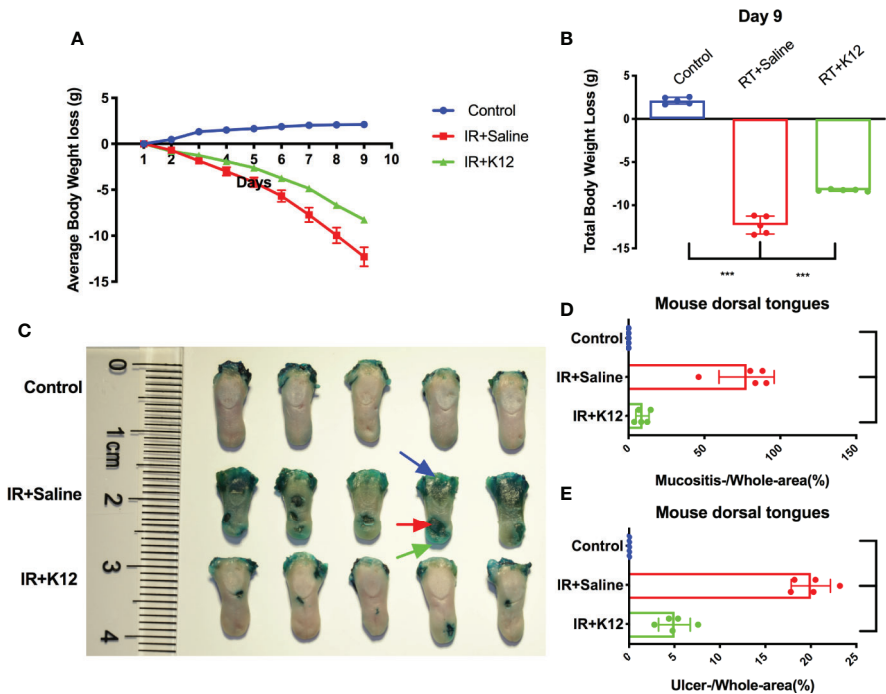 A
Average Body Weight loss (g)
5
0
-5
-10
-15
1 2 3 4 5 6 7 8 9 10
Days
Control
IR+Saline
IR+K12
Day 9
B
Control
RT+Saline
RT+K12
Total Body Weight Loss (g)
5
0
-5
-10
-15
***
***
C
Control
IR+Saline
IR+K12
0
1 cm
2
3
4
D
Mouse dorsal tongues
Control
IR+Saline
IR+K12
0 50 100 150
Mucositis-/Whole-area(%)
E
Mouse dorsal tongues
Control
IR+Saline
IR+K12
0 5 10 15 20 25
Ulcer-/Whole-area(%)